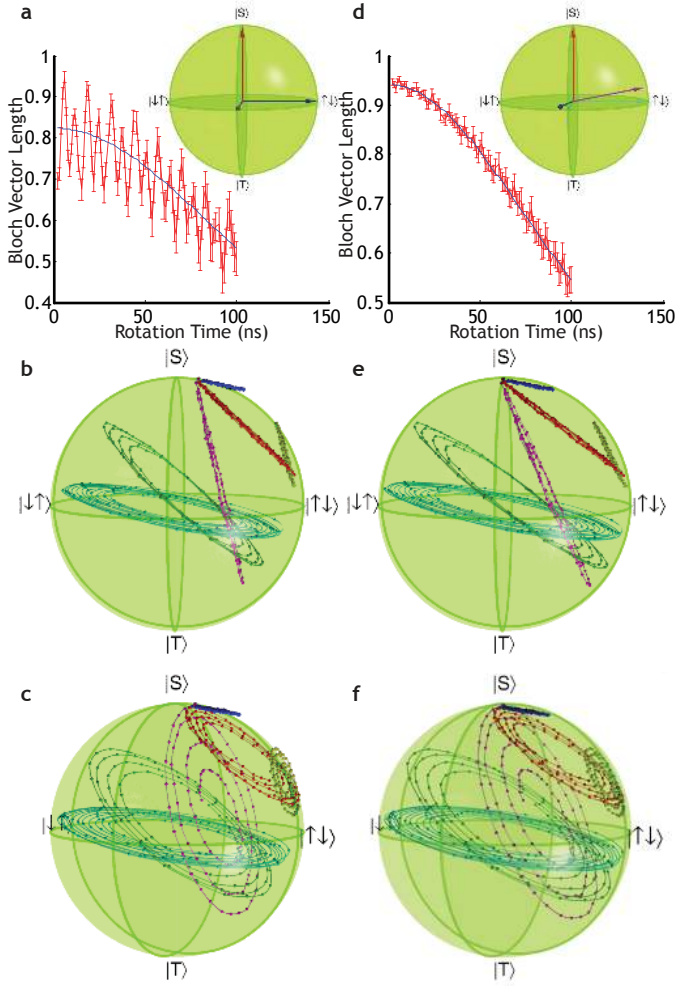 a
|S⟩
1
0.9
0.8
0.7
0.6
0.5
0.4
Bloch Vector Length
|↓↑⟩
↑↓⟩
|T⟩
0
50
100
150
Rotation Time (ns)
d
|S⟩
1
0.9
0.8
0.7
0.6
0.5
Bloch Vector Length
|↓↑⟩
↑↓⟩
|T⟩
0
50
100
150
Rotation Time (ns)
b
|S⟩
|↓↑⟩
|↑↓⟩
|T⟩
e
|S⟩
|↓↑⟩
|↑↓⟩
|T⟩
c
|S⟩
|↓↑
|↑↓⟩
|T⟩
f
|S⟩
|↓
|↑↓⟩
|T⟩